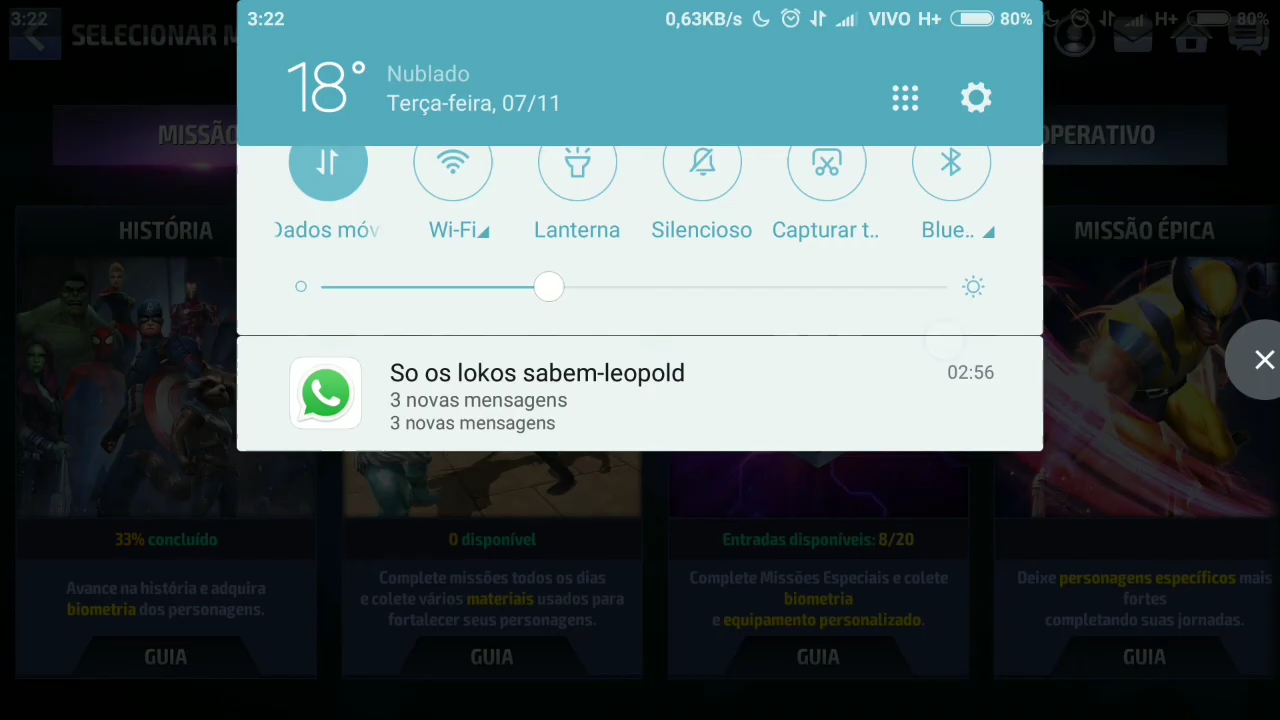 3:22
3:22
0,63KB/s VIVO H+ 80%
H+ 80%
SELECIONAR M
18°
Nublado
Terça-feira, 07/11
MISSÃO
OPERATIVO
Dados móv
Wi-Fi
Lanterna
Silencioso
Capturar t..
Blue..
HISTÓRIA
MISSÃO ÉPICA
So os lokos sabem-leopold
02:56
3 novas mensagens
3 novas mensagens
33% concluído
0 disponível
Entradas disponíveis: 8/20
Avance na história e adquira
biometria dos personagens.
Complete missões todos os dias
e colete vários materiais usados para
fortalecer seus personagens.
Complete Missões Especiais e colete
biometria
e equipamento personalizado.
Deixe personagens específicos mais
fortes
completando suas jornadas.
GUIA
GUIA
GUIA
GUIA